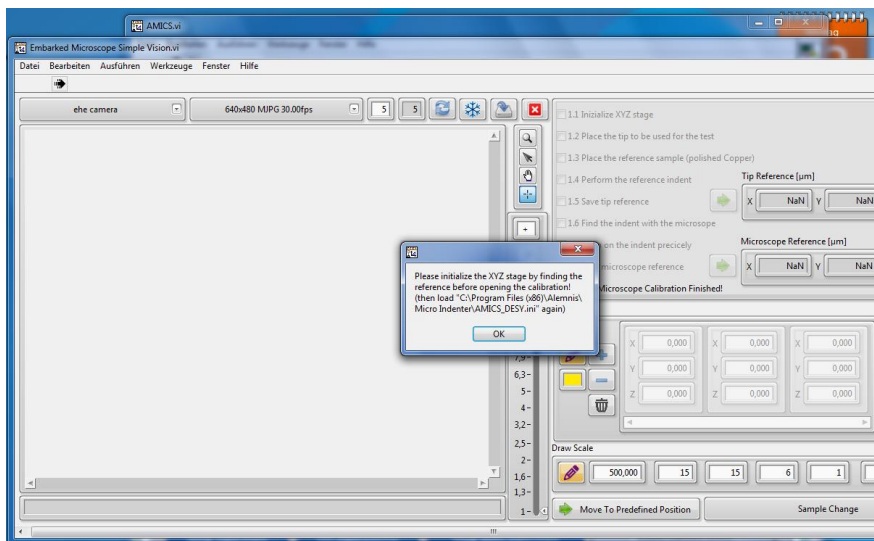 AMICS.vi
Embarked Microscope Simple Vision.vi
Datei Bearbeiten Ausführen Werkzeuge Fenster Hilfe
ehe camera
640x480 MJPG 30.00fps
5 5
1.1 Inizialize XYZ stage
1.2 Place the tip to be used for the test
1.3 Place the reference sample (polished Copper)
1.4 Perform the reference indent
Tip Reference [µm]
1.5 Save tip reference
X NaN Y NaN
1.6 Find the indent with the microsope
on the indent precicely
Microscope Reference [µm]
microscope reference
X NaN Y NaN
Microscope Calibration Finished!
Please initialize the XYZ stage by finding the
reference before opening the calibration!
(then load "C:\Program Files (x86)\Alemnis\
Micro Indenter\AMICS_DESY.ini" again)
OK
X 0,000 X 0,000 X 0,000
Y 0,000 Y 0,000 Y 0,000
Z 0,000 Z 0,000 Z 0,000
7,9-
6,3-
5-
4-
3,2-
2,5-
2-
1,6-
1,3-
1-
Draw Scale
500,000 15 15 6 1
Move To Predefined Position
Sample Change